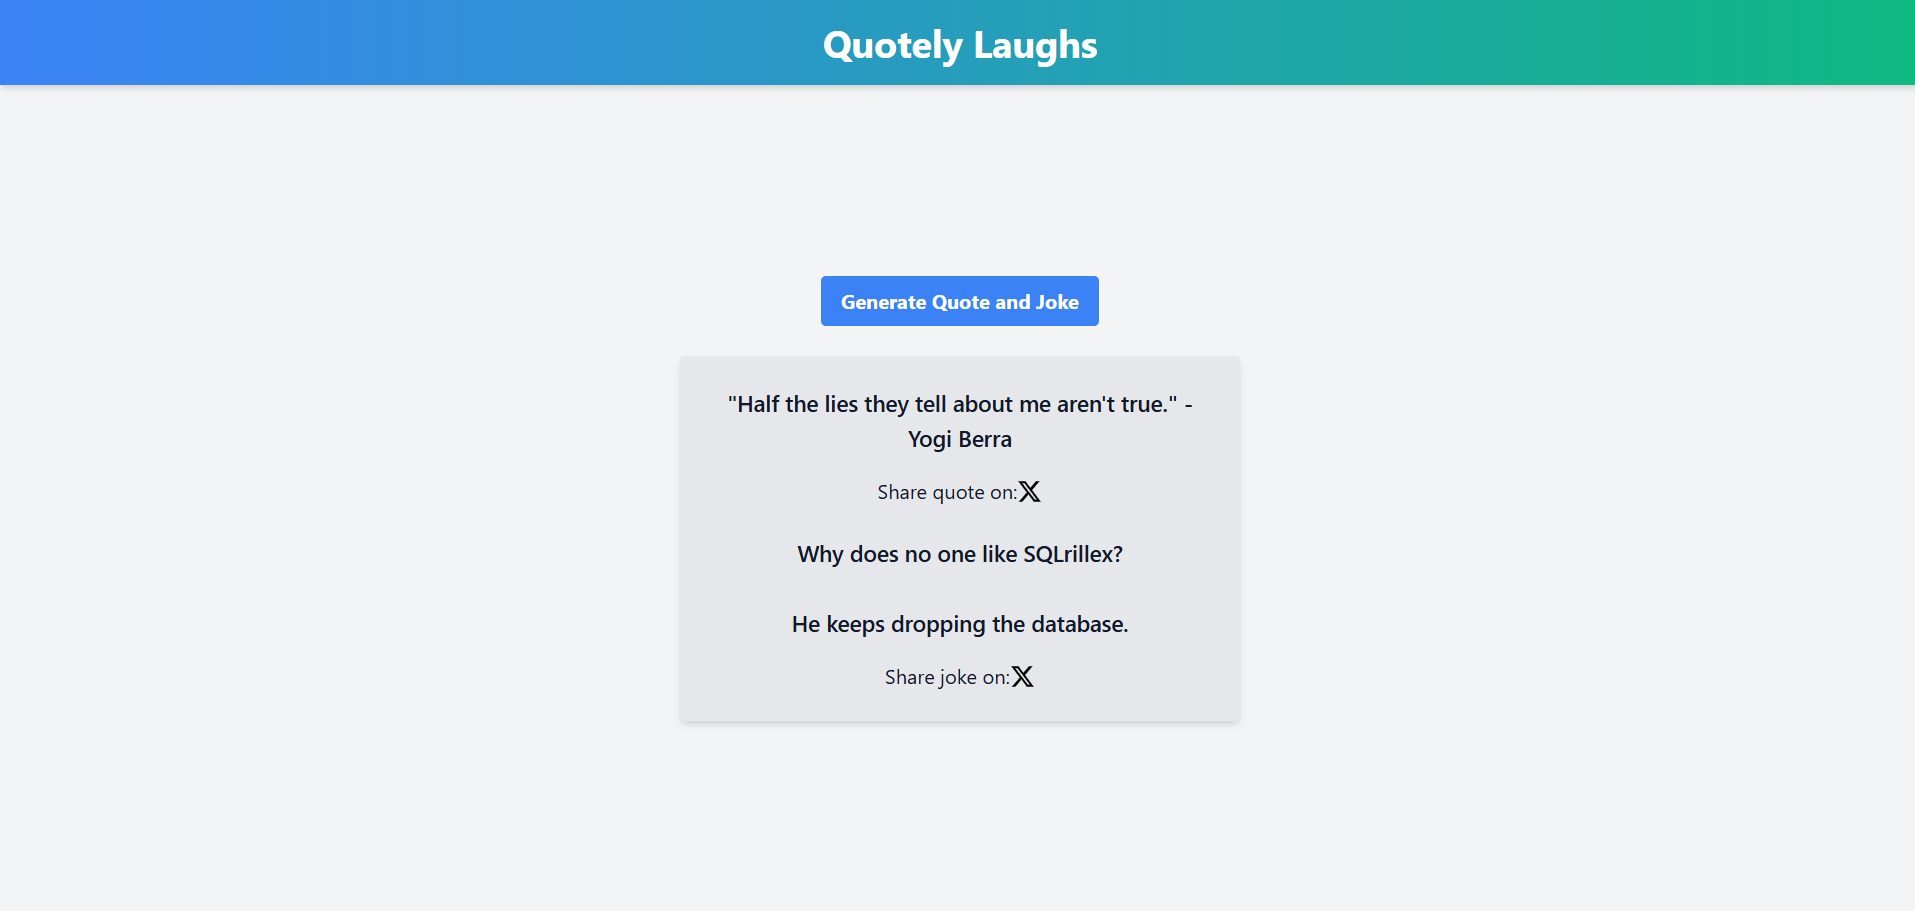 Quotely Laughs
Generate Quote and Joke
"Half the lies they tell about me aren't true." -
Yogi Berra
Share quote on:X
Why does no one like SQLrillex?
He keeps dropping the database.
Share joke on:X